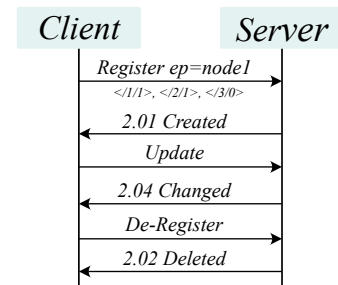 Client Server
Register ep=node1
</1/1>, </2/1>, </3/0>
2.01 Created
Update
2.04 Changed
De-Register
2.02 Deleted